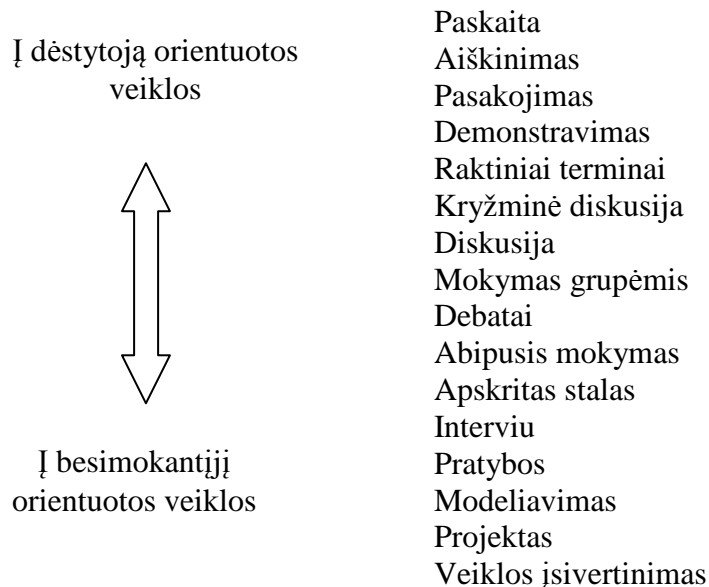 Į dėstytoją orientuotos
veiklos
Į besimokantįjį
orientuotos veiklos
Paskaita
Aiškinimas
Pasakojimas
Demonstravimas
Raktiniai terminai
Kryžminė diskusija
Diskusija
Mokymas grupėmis
Debatai
Abipusis mokymas
Apskritas stalas
Interviu
Pratybos
Modeliavimas
Projektas
Veiklos įsivertinimas